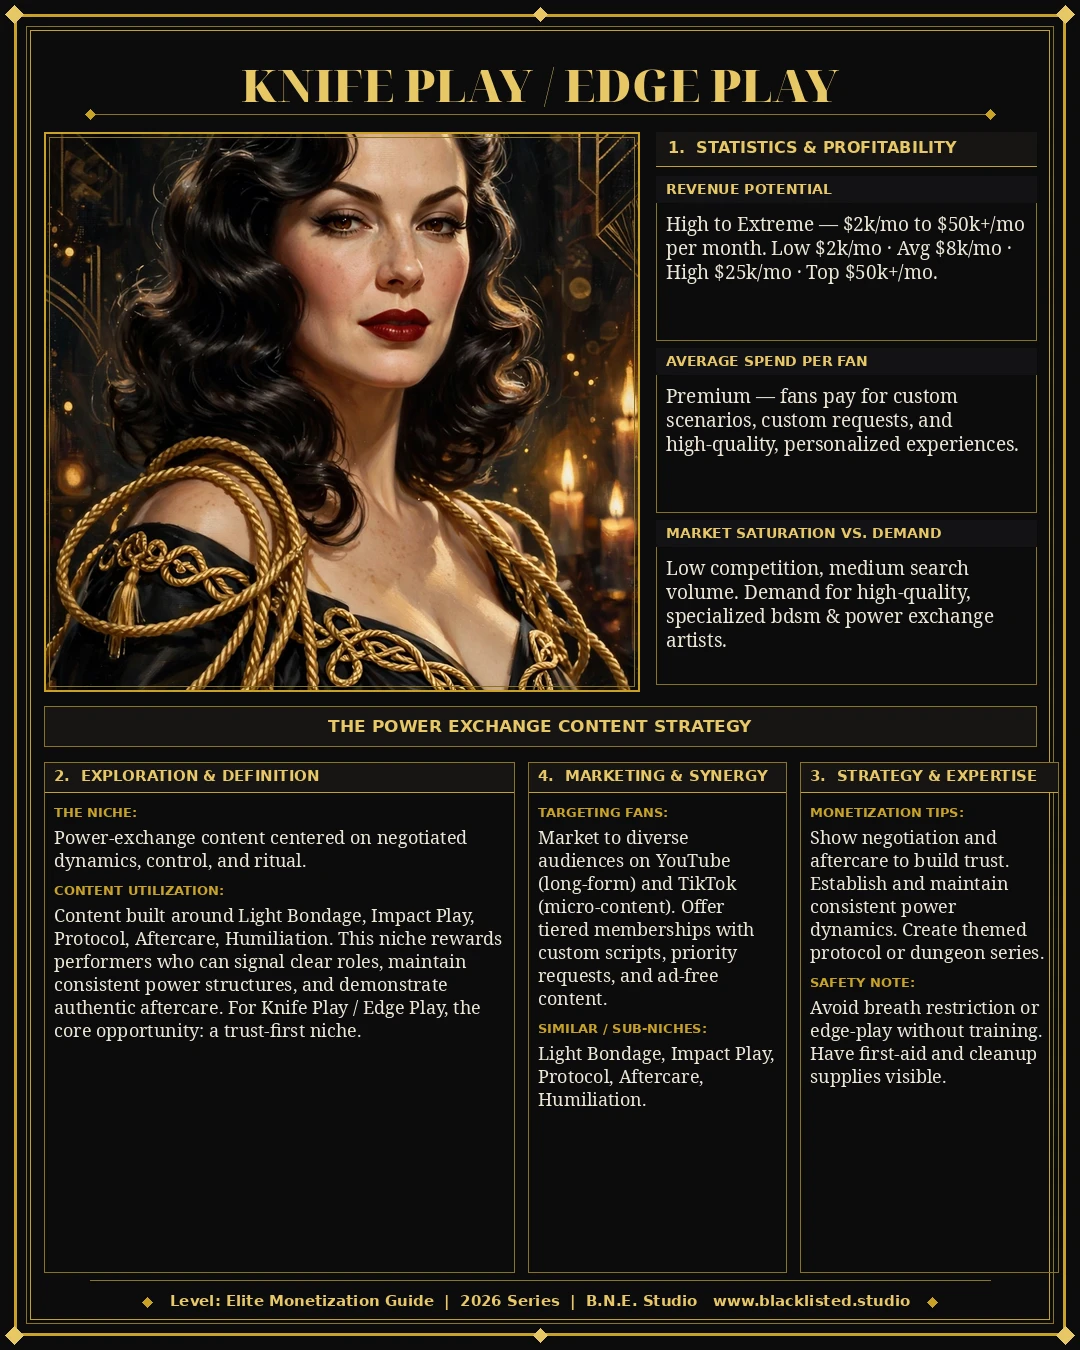 KNIFE PLAY / EDGE PLAY
1. STATISTICS & PROFITABILITY
REVENUE POTENTIAL
High to Extreme — $2k/mo to $50k+/mo
per month. Low $2k/mo · Avg $8k/mo ·
High $25k/mo · Top $50k+/mo.
AVERAGE SPEND PER FAN
Premium — fans pay for custom
scenarios, custom requests, and
high-quality, personalized experiences.
MARKET SATURATION VS. DEMAND
Low competition, medium search
volume. Demand for high-quality,
specialized bdsm & power exchange
artists.
THE POWER EXCHANGE CONTENT STRATEGY
2. EXPLORATION & DEFINITION
THE NICHE:
Power-exchange content centered on negotiated
dynamics, control, and ritual.
CONTENT UTILIZATION:
Content built around Light Bondage, Impact Play,
Protocol, Aftercare, Humiliation. This niche rewards
performers who can signal clear roles, maintain
consistent power structures, and demonstrate
authentic aftercare. For Knife Play / Edge Play, the
core opportunity: a trust-first niche.
4. MARKETING & SYNERGY
TARGETING FANS:
Market to diverse
audiences on YouTube
(long-form) and TikTok
(micro-content). Offer
tiered memberships with
custom scripts, priority
requests, and ad-free
content.
SIMILAR / SUB-NICHES:
Light Bondage, Impact Play,
Protocol, Aftercare,
Humiliation.
3. STRATEGY & EXPERTISE
MONETIZATION TIPS:
Show negotiation and
aftercare to build trust.
Establish and maintain
consistent power
dynamics. Create themed
protocol or dungeon series.
SAFETY NOTE:
Avoid breath restriction or
edge-play without training.
Have first-aid and cleanup
supplies visible.
Level: Elite Monetization Guide | 2026 Series | B.N.E. Studio www.blacklisted.studio